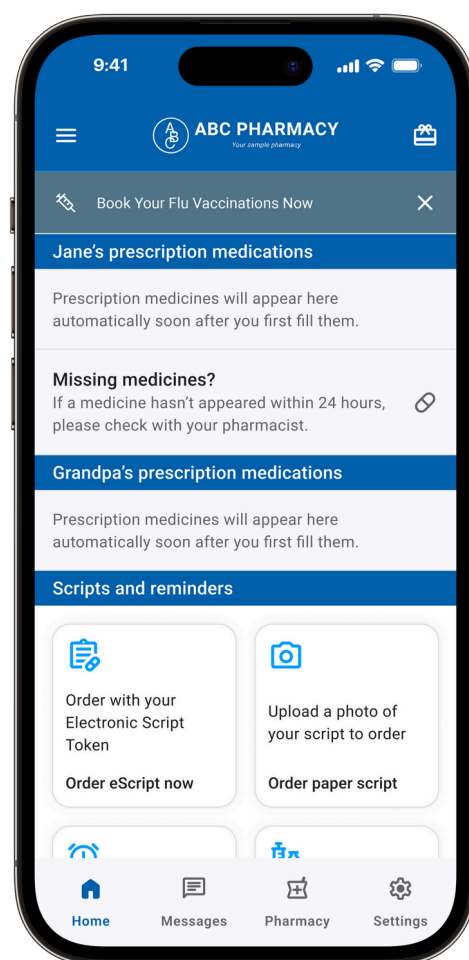 9:41
ABC
ABC PHARMACY
Your sample pharmacy
Book Your Flu Vaccinations Now
Jane's prescription medications
Prescription medicines will appear here
automatically soon after you first fill them.
Missing medicines?
If a medicine hasn't appeared within 24 hours,
please check with your pharmacist.
Grandpa's prescription medications
Prescription medicines will appear here
automatically soon after you first fill them.
Scripts and reminders
Order with your
Electronic Script
Token
Order eScript now
Upload a photo of
your script to order
Order paper script
Home
Messages
Pharmacy
Settings